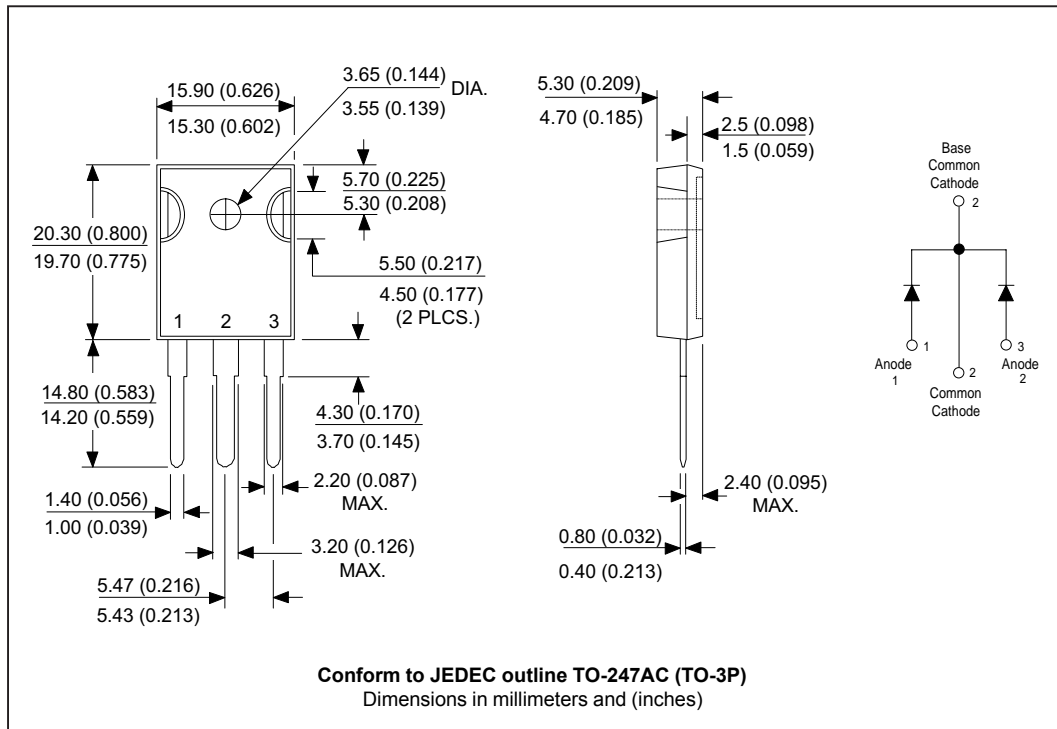 15.90 (0.626)
15.30 (0.602)
3.65 (0.144)
3.55 (0.139)
DIA.
5.70 (0.225)
5.30 (0.208)
20.30 (0.800)
19.70 (0.775)
5.50 (0.217)
4.50 (0.177)
(2 PLCS.)
1 2 3
14.80 (0.583)
14.20 (0.559)
4.30 (0.170)
3.70 (0.145)
1.40 (0.056)
1.00 (0.039)
2.20 (0.087)
MAX.
3.20 (0.126)
MAX.
5.47 (0.216)
5.43 (0.213)
5.30 (0.209)
4.70 (0.185)
2.5 (0.098)
1.5 (0.059)
2.40 (0.095)
MAX.
0.80 (0.032)
0.40 (0.213)
Base
Common
Cathode
2
1
Anode
1
2
Common
Cathode
3
Anode
2
Conform to JEDEC outline TO-247AC (TO-3P)
Dimensions in millimeters and (inches)